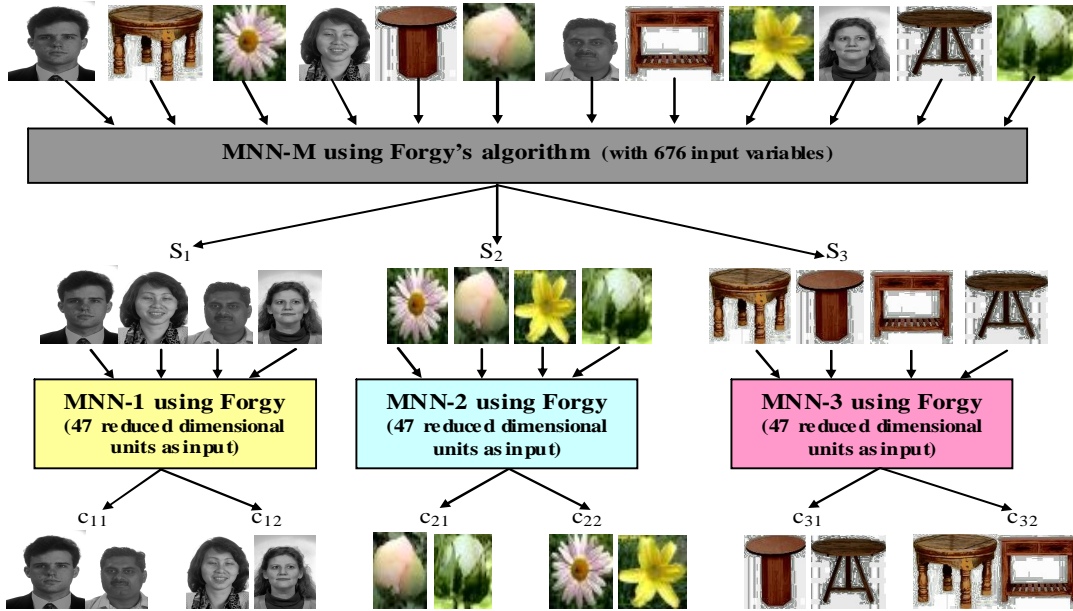 MNN-M using Forgy's algorithm (with 676 input variables)
S₁ S₂ S₃
MNN-1 using Forgy
(47 reduced dimensional
units as input)
MNN-2 using Forgy
(47 reduced dimensional
units as input)
MNN-3 using Forgy
(47 reduced dimensional
units as input)
c₁₁ c₁₂ c₂₁ c₂₂ c₃₁ c₃₂